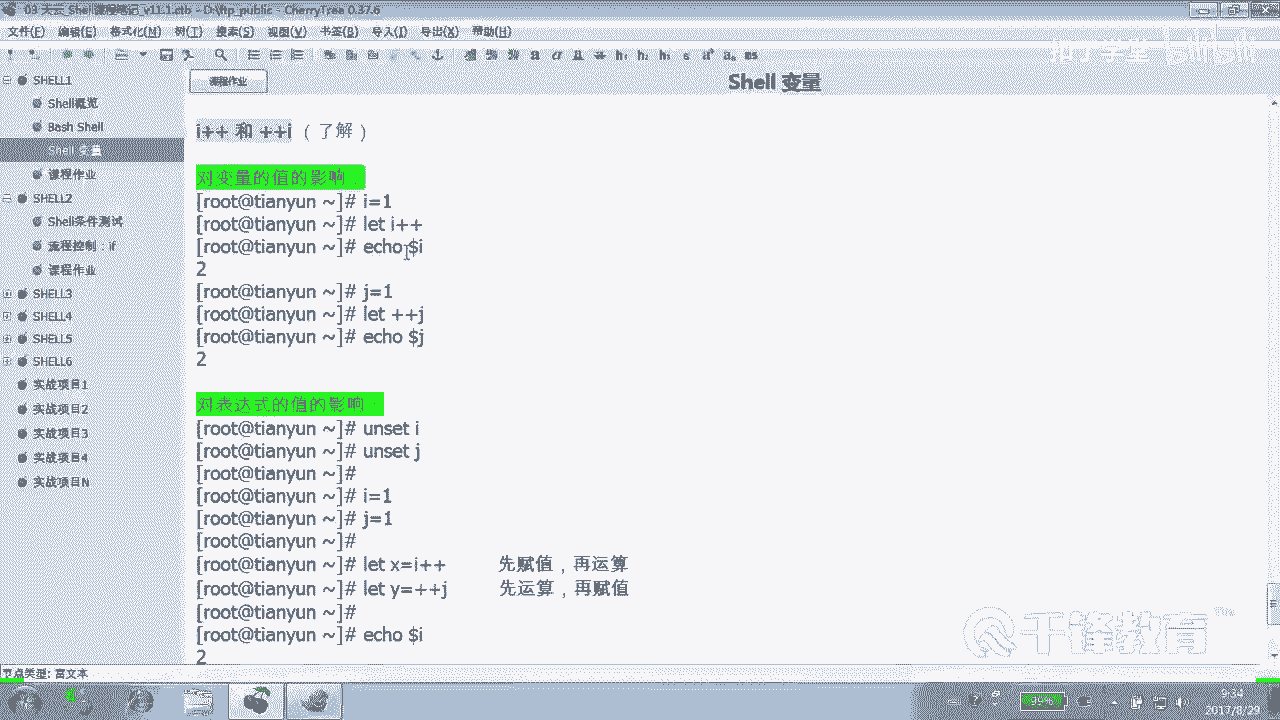 03 天云_Shell课程笔记_v11.1.ctb - D:\ftp_public - CherryTree 0.37.6
文件(F) 编辑(E) 格式化(M) 树(T) 搜索(S) 视图(V) 书签(B) 导入(I) 导出(X) 帮助(H)
SHELL1
Shell概览
Bash Shell
Shell 变量
课程作业
SHELL2
Shell条件测试
流程控制：if
课程作业
SHELL3
SHELL4
SHELL5
SHELL6
实战项目1
实战项目2
实战项目3
实战项目4
实战项目N
课程作业
Shell 变量
i++ 和 ++i （了解）
对变量的值的影响：
[root@tianyun ~]# i=1
[root@tianyun ~]# let i++
[root@tianyun ~]# echo $i
2
[root@tianyun ~]# j=1
[root@tianyun ~]# let ++j
[root@tianyun ~]# echo $j
2
对表达式的值的影响：
[root@tianyun ~]# unset i
[root@tianyun ~]# unset j
[root@tianyun ~]#
[root@tianyun ~]# i=1
[root@tianyun ~]# j=1
[root@tianyun ~]#
[root@tianyun ~]# let x=i++ 先赋值，再运算
[root@tianyun ~]# let y=++j 先运算，再赋值
[root@tianyun ~]#
[root@tianyun ~]# echo $i
2
千锋教育
节点类型: 富文本
99%
9:34
2017/8/29